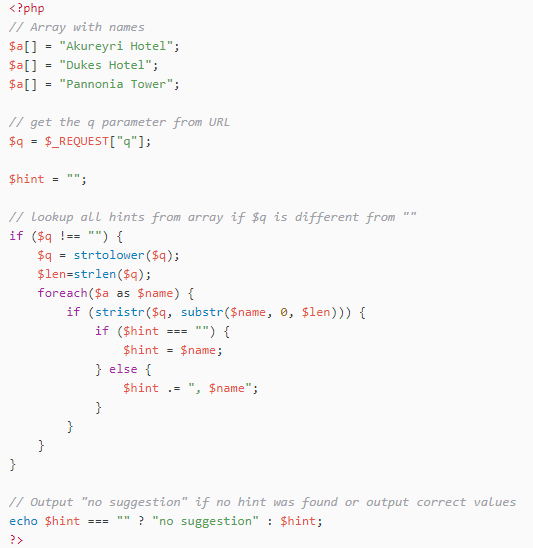 <?php
// Array with names
$a[] = "Akureyri Hotel";
$a[] = "Dukes Hotel";
$a[] = "Pannonia Tower";

// get the q parameter from URL
$q = $_REQUEST["q"];

$hint = "";

// lookup all hints from array if $q is different from ""
if ($q !== "") {
    $q = strtolower($q);
    $len=strlen($q);
    foreach($a as $name) {
        if (stristr($q, substr($name, 0, $len))) {
            if ($hint === "") {
                $hint = $name;
            } else {
                $hint .= ", $name";
            }
        }
    }
}

// Output "no suggestion" if no hint was found or output correct values
echo $hint === "" ? "no suggestion" : $hint;
?>